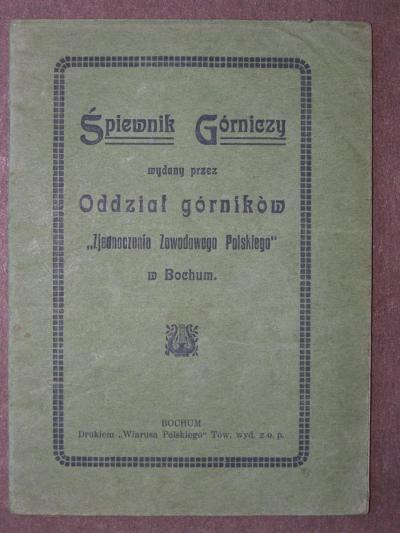 Śpiewnik Górniczy
wydany przez
Oddział górników
„Zjednoczenia Zawodowego Polskiego"
w Bochum.
BOCHUM
Drukiem „Wiarusa Polskiego" Tow. wyd. z o. p.